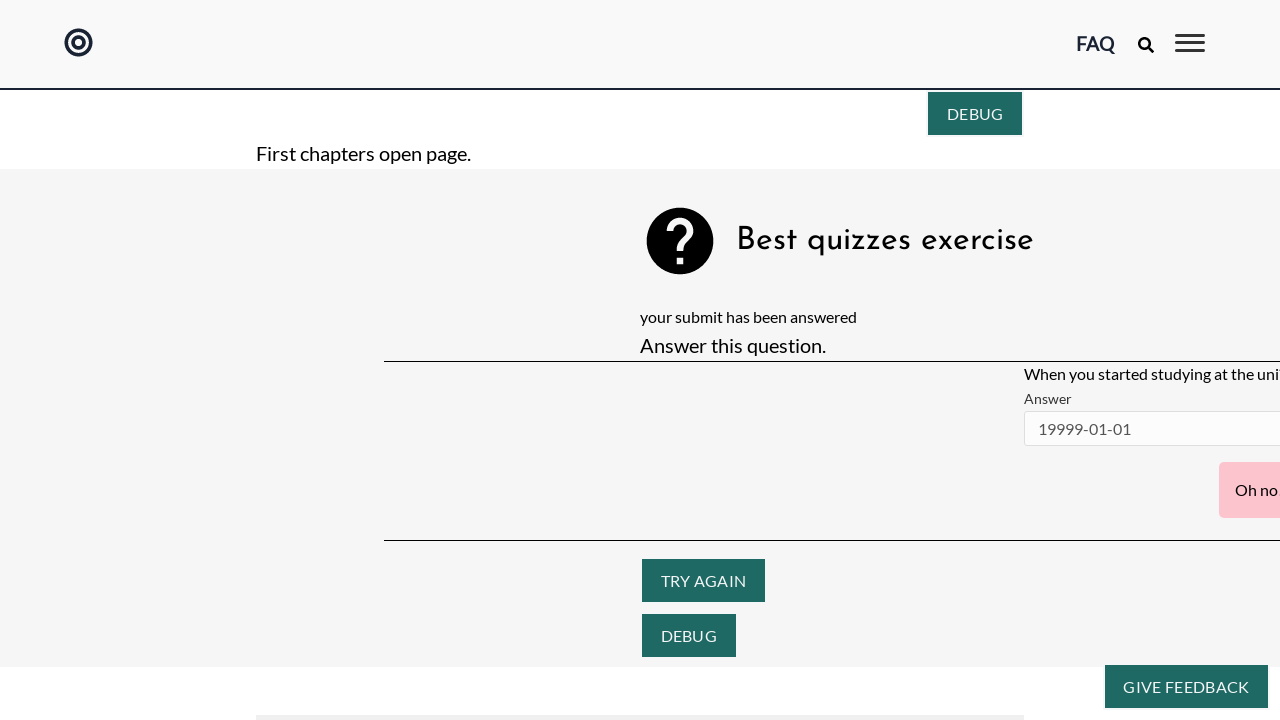 FAQ
DEBUG
First chapters open page.
Best quizzes exercise
your submit has been answered
Answer this question.
When you started studying at the uni
Answer
19999-01-01
Oh no
TRY AGAIN
DEBUG
GIVE FEEDBACK